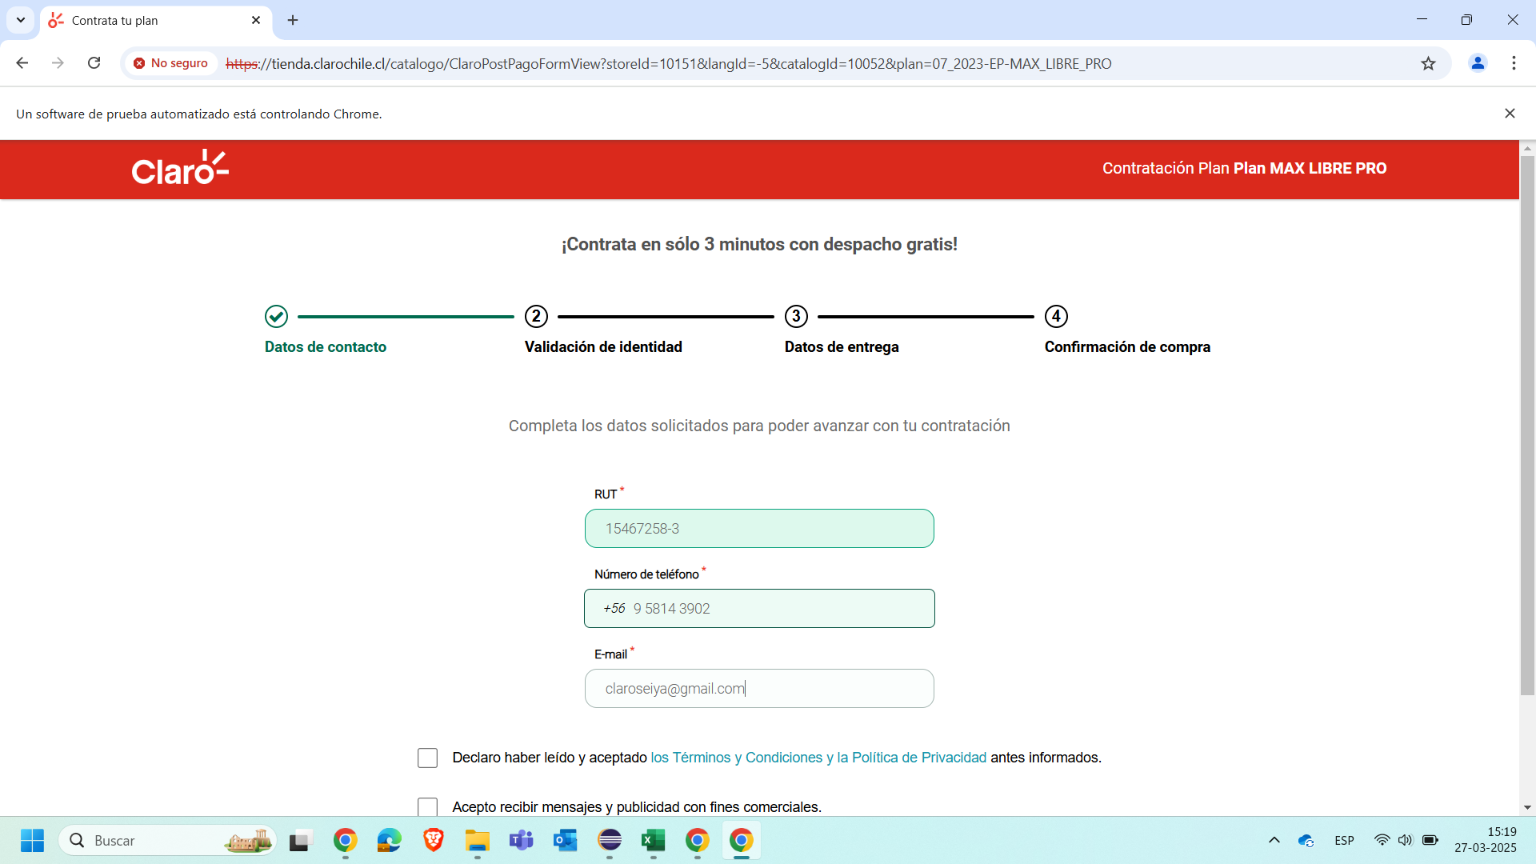 Contrata tu plan
No seguro
https://tienda.clarochile.cl/catalogo/ClaroPostPagoFormView?storeId=10151&langId=-5&catalogId=10052&plan=07_2023-EP-MAX_LIBRE_PRO
Un software de prueba automatizado está controlando Chrome.
Claro
Contratación Plan Plan MAX LIBRE PRO
¡Contrata en sólo 3 minutos con despacho gratis!
2
3
4
Datos de contacto
Validación de identidad
Datos de entrega
Confirmación de compra
Completa los datos solicitados para poder avanzar con tu contratación
RUT *
15467258-3
Número de teléfono *
+56 9 5814 3902
E-mail *
claroseiya@gmail.com
Declaro haber leído y aceptado los Términos y Condiciones y la Política de Privacidad antes informados.
Acepto recibir mensajes y publicidad con fines comerciales.
Buscar
ESP
15:19
27-03-2025